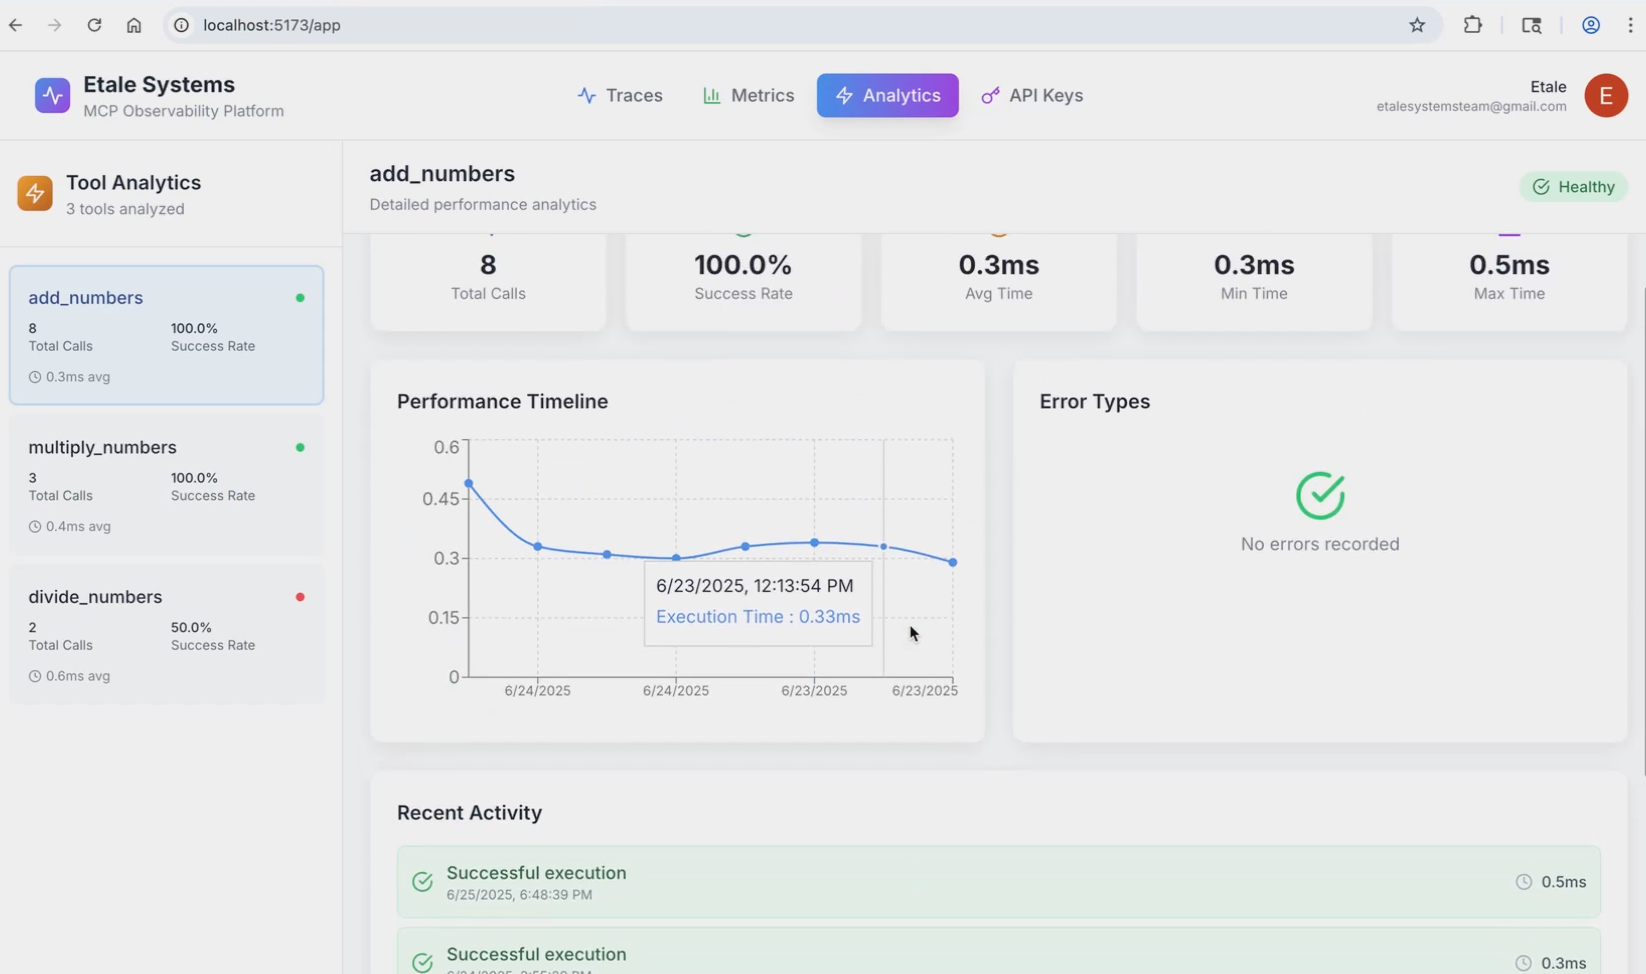 localhost:5173/app
Etale Systems
MCP Observability Platform
Traces
Metrics
Analytics
API Keys
Etale
etalesystemsteam@gmail.com
E
Tool Analytics
3 tools analyzed
add_numbers
8
100.0%
Total Calls
Success Rate
0.3ms avg
multiply_numbers
3
100.0%
Total Calls
Success Rate
0.4ms avg
divide_numbers
2
50.0%
Total Calls
Success Rate
0.6ms avg
add_numbers
Detailed performance analytics
Healthy
8
Total Calls
100.0%
Success Rate
0.3ms
Avg Time
0.3ms
Min Time
0.5ms
Max Time
Performance Timeline
0.6
0.45
0.3
0.15
0
6/23/2025, 12:13:54 PM
Execution Time : 0.33ms
6/24/2025
6/24/2025
6/23/2025
6/23/2025
Error Types
No errors recorded
Recent Activity
Successful execution
6/25/2025, 6:48:39 PM
0.5ms
Successful execution
0.3ms